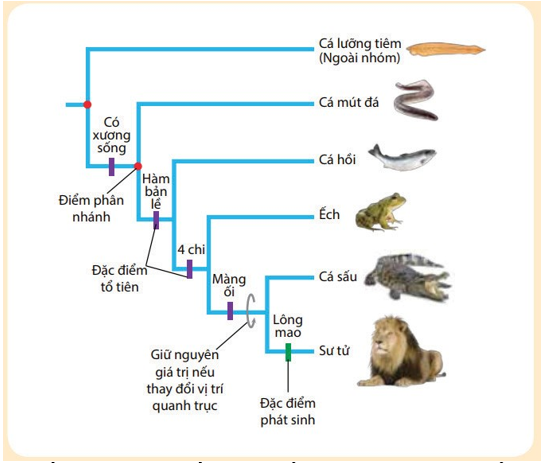 Cá lưỡng tiêm
(Ngoài nhóm)
Có
xương
sống
Cá mút đá
Điểm phân
nhánh
Hàm
bản
lề
Cá hồi
Ếch
Đặc điểm
tổ tiên
4 chi
Màng
ối
Cá sấu
Lông
mao
Sư tử
Giữ nguyên
giá trị nếu
thay đổi vị trí
quanh trục
Đặc điểm
phát sinh